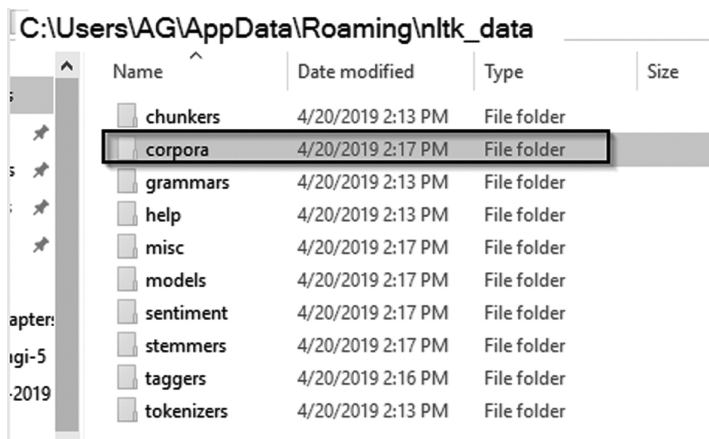 C:\Users\AG\AppData\Roaming\nltk_data
Name Date modified Type Size
chunkers 4/20/2019 2:13 PM File folder
corpora 4/20/2019 2:17 PM File folder
grammars 4/20/2019 2:13 PM File folder
help 4/20/2019 2:13 PM File folder
misc 4/20/2019 2:17 PM File folder
models 4/20/2019 2:17 PM File folder
apter: sentiment 4/20/2019 2:17 PM File folder
igi-5 stemmers 4/20/2019 2:17 PM File folder
-2019 taggers 4/20/2019 2:16 PM File folder
tokenizers 4/20/2019 2:13 PM File folder